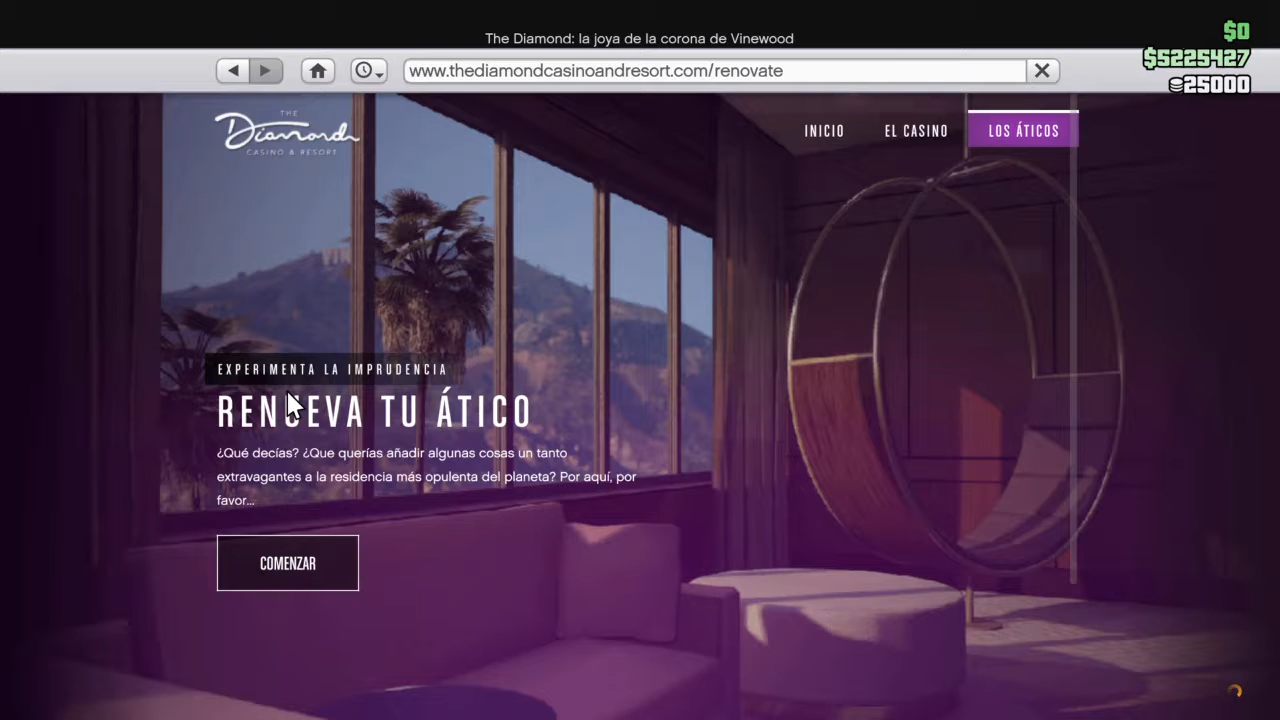 The Diamond: la joya de la corona de Vinewood
$0
www.thediamondcasinoandresort.com/renovate
$5225427
25000
THE
Diamond
CASINO & RESORT
INICIO
EL CASINO
LOS ÁTICOS
EXPERIMENTA LA IMPRUDENCIA
RENUEVA TU ÁTICO
¿Qué decías? ¿Que querías añadir algunas cosas un tanto
extravagantes a la residencia más opulenta del planeta? Por aquí, por
favor...
COMENZAR